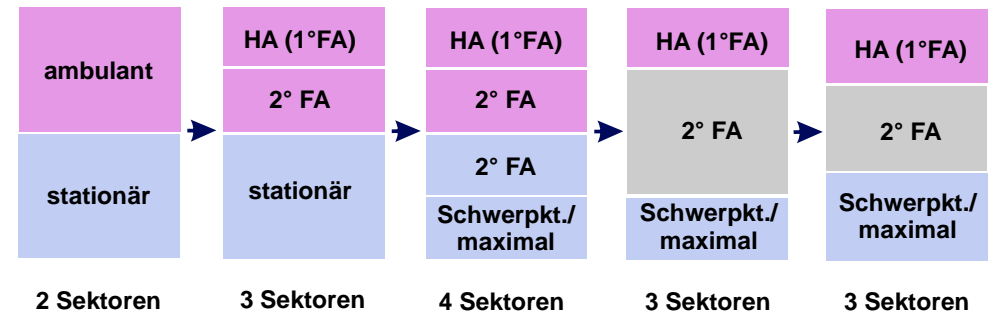 ambulant
stationär
2 Sektoren
HA (1°FA)
2° FA
stationär
3 Sektoren
HA (1°FA)
2° FA
2° FA
Schwerpkt./
maximal
4 Sektoren
HA (1°FA)
2° FA
Schwerpkt./
maximal
3 Sektoren
HA (1°FA)
2° FA
Schwerpkt./
maximal
3 Sektoren